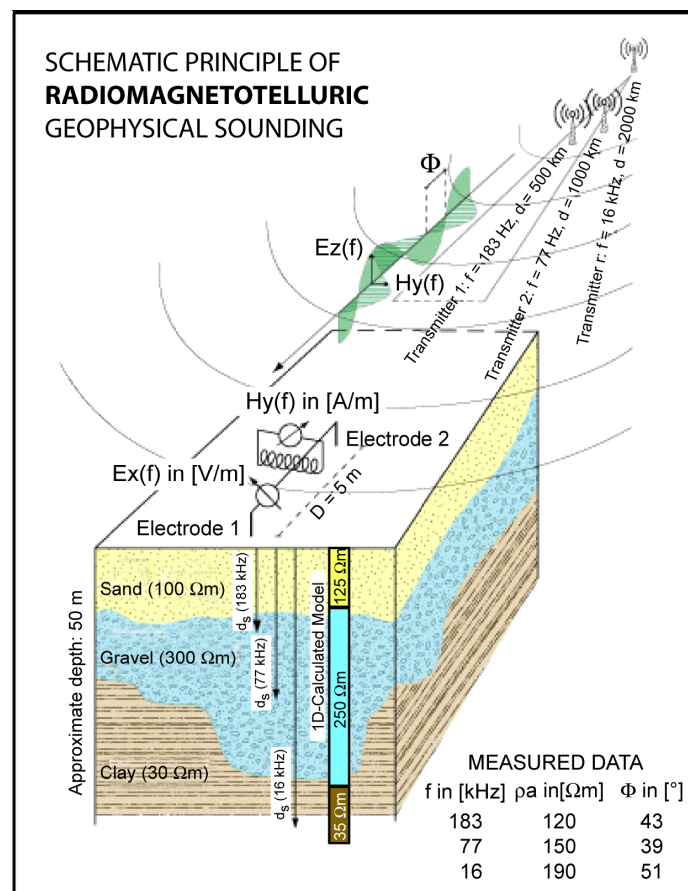 SCHEMATIC PRINCIPLE OF
RADIOMAGNETOTELLURIC
GEOPHYSICAL SOUNDING
Transmitter 1: f = 183 Hz, d = 500 km
Transmitter 2: f = 77 Hz, d = 1000 km
Transmitter r: f = 16 kHz, d = 2000 km
Φ
Ez(f)
Hy(f)
Hy(f) in [A/m]
Electrode 2
Ex(f) in [V/m]
D = 5 m
Electrode 1
Approximate depth: 50 m
Sand (100 Ωm)
Gravel (300 Ωm)
Clay (30 Ωm)
ds (183 kHz)
ds (77 kHz)
ds (16 kHz)
1D-Calculated Model
125 Ωm
250 Ωm
35 Ωm
MEASURED DATA
f in [kHz] ρa in[Ωm] Φ in [°]
183 120 43
77 150 39
16 190 51